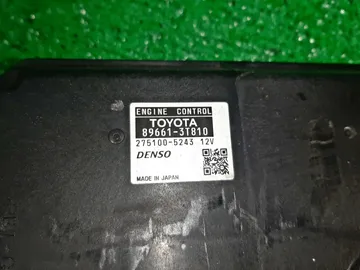 ENGINE CONTROL
TOYOTA
89661-3T810
275100-5243 12V
DENSO
MADE IN JAPAN